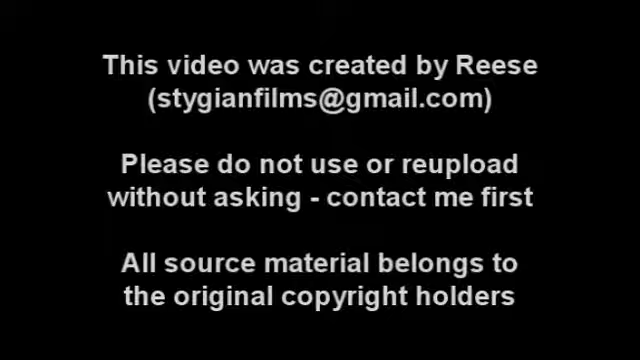 This video was created by Reese
(stygianfilms@gmail.com)
Please do not use or reupload
without asking - contact me first
All source material belongs to
the original copyright holders